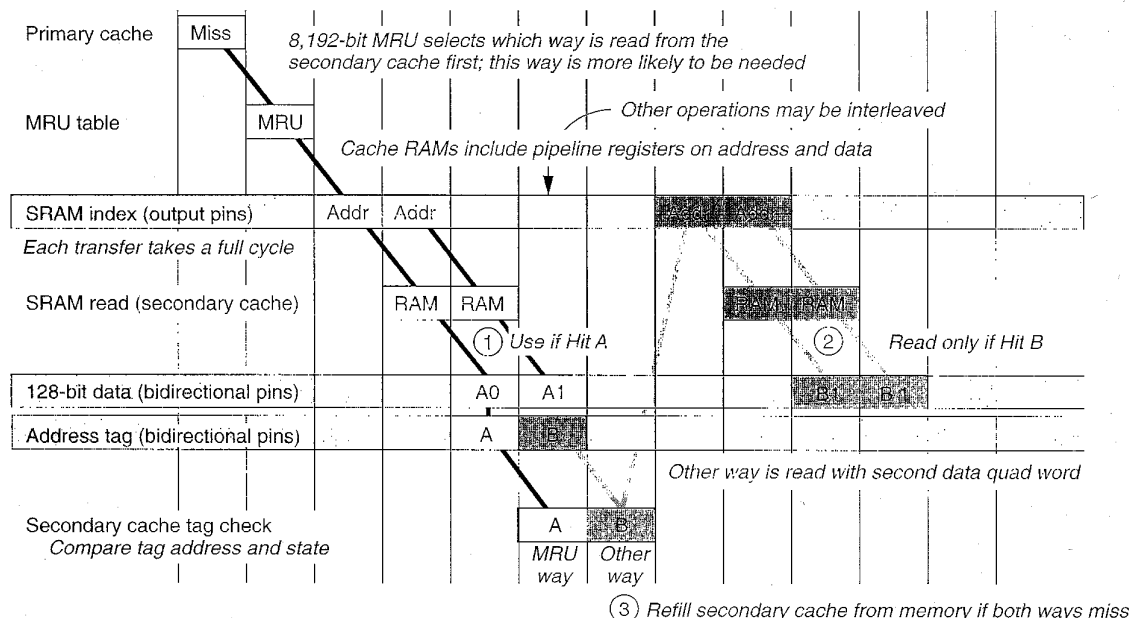 Primary cache
Miss
8,192-bit MRU selects which way is read from the
secondary cache first; this way is more likely to be needed
MRU table
MRU
Other operations may be interleaved
Cache RAMs include pipeline registers on address and data
SRAM index (output pins)
Addr
Addr
Addr
Addr
Each transfer takes a full cycle
SRAM read (secondary cache)
RAM
RAM
RAM
RAM
1 Use if Hit A
2
Read only if Hit B
128-bit data (bidirectional pins)
A0
A1
B1
B1
Address tag (bidirectional pins)
A
B
Other way is read with second data quad word
Secondary cache tag check
Compare tag address and state
A
B
MRU
way
Other
way
3 Refill secondary cache from memory if both ways miss